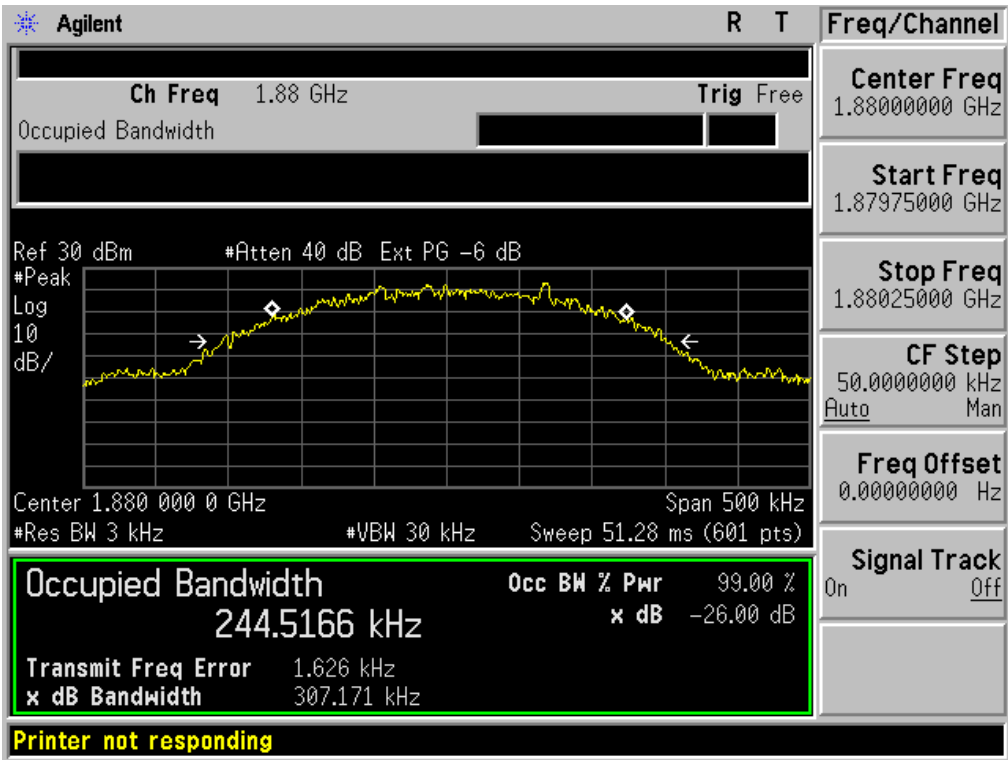 Agilent R T
Ch Freq 1.88 GHz Trig Free
Occupied Bandwidth
Ref 30 dBm #Atten 40 dB Ext PG -6 dB
#Peak
Log
10
dB/
Center 1.880 000 0 GHz Span 500 kHz
#Res BW 3 kHz #VBW 30 kHz Sweep 51.28 ms (601 pts)
Occupied Bandwidth
244.5166 kHz
Occ BW % Pwr 99.00 %
x dB -26.00 dB
Transmit Freq Error 1.626 kHz
x dB Bandwidth 307.171 kHz
Printer not responding
Freq/Channel
Center Freq
1.88000000 GHz
Start Freq
1.87975000 GHz
Stop Freq
1.88025000 GHz
CF Step
50.0000000 kHz
Auto Man
Freq Offset
0.00000000 Hz
Signal Track
On Off